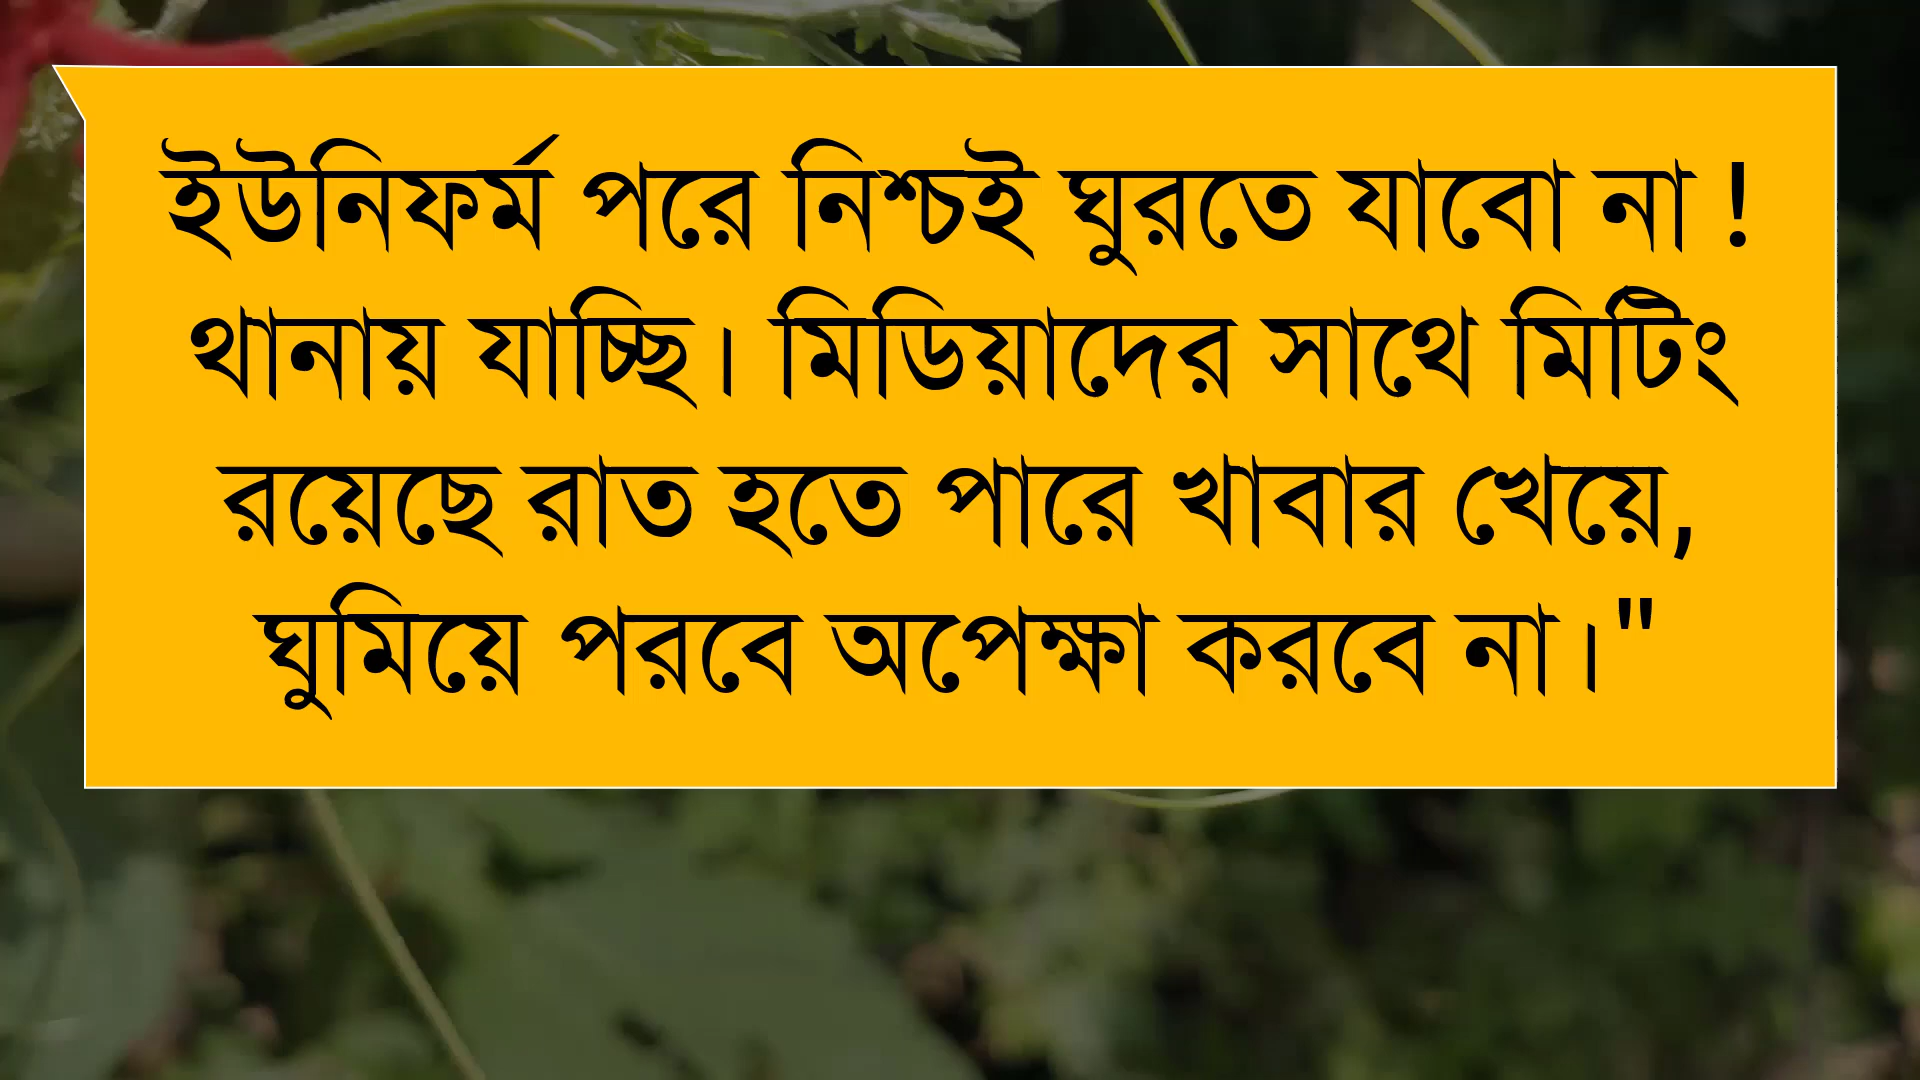 ইউনিফর্ম পরে নিশ্চই ঘুরতে যাবো না !
থানায় যাচ্ছি। মিডিয়াদের সাথে মিটিং
রয়েছে রাত হতে পারে খাবার খেয়ে,
ঘুমিয়ে পরবে অপেক্ষা করবে না।"